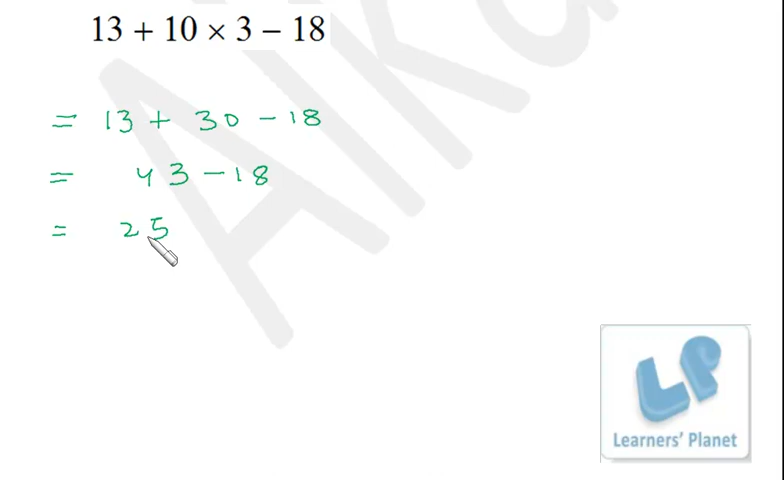 13 + 10 × 3 − 18
= 13 + 30 - 18
= 43 - 18
= 25
LP
Learners' Planet